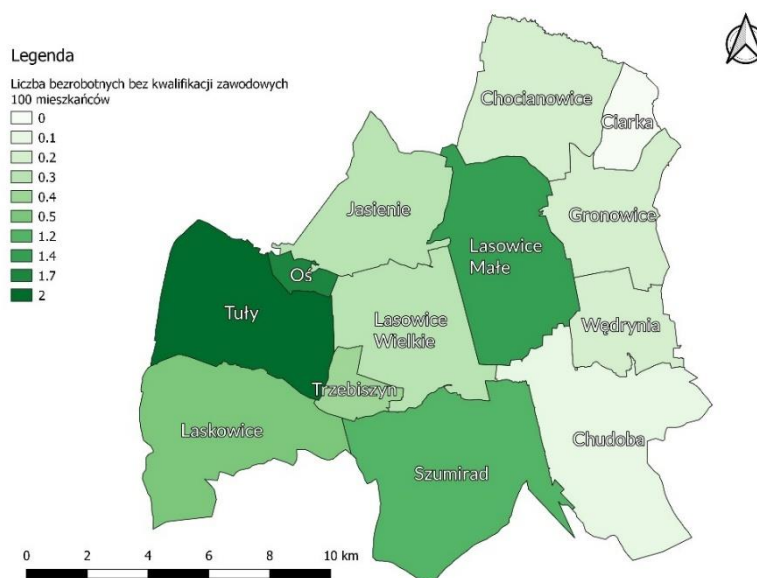 Legenda
Liczba bezrobotnych bez kwalifikacji zawodowych
100 mieszkańców
0
0.1
0.2
0.3
0.4
0.5
1.2
1.4
1.7
2
Chocianowice
Ciarka
Jasienie
Gronowice
Lasowice
Małe
Oś
Tuły
Lasowice
Wielkie
Wędrynia
Trzebiszyn
Laskowice
Chudoba
Szumirad
0 2 4 6 8 10 km